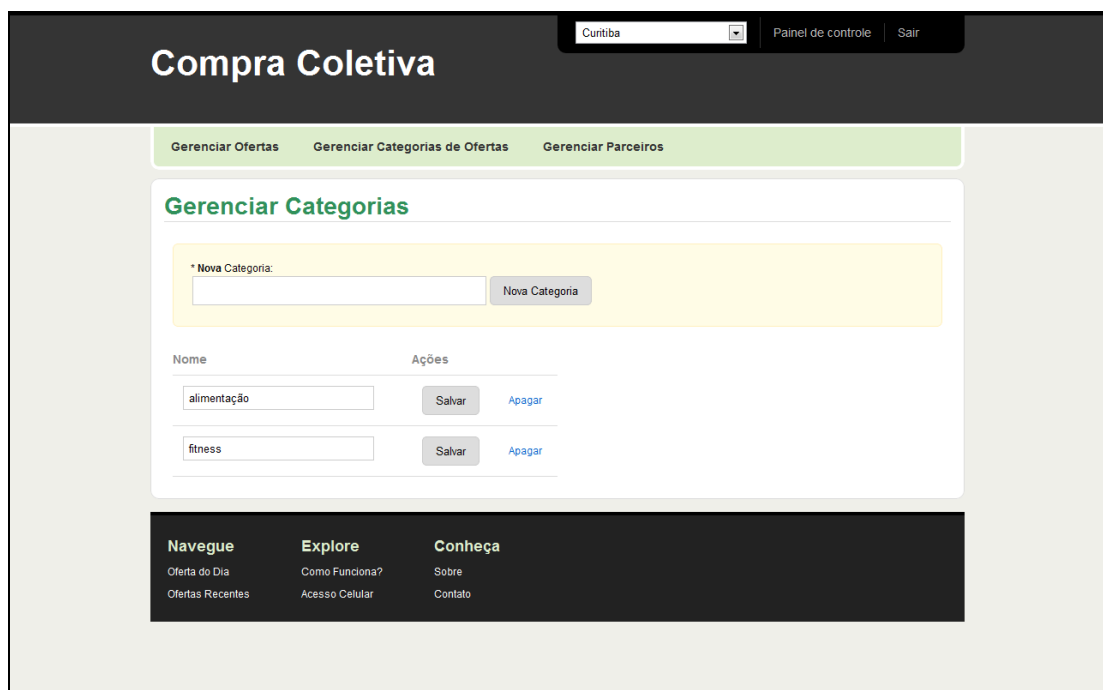 Curitiba Painel de controle Sair
Compra Coletiva
Gerenciar Ofertas Gerenciar Categorias de Ofertas Gerenciar Parceiros
Gerenciar Categorias
* Nova Categoria:
Nova Categoria
Nome Ações
alimentação Salvar Apagar
fitness Salvar Apagar
Navegue Explore Conheça
Oferta do Dia Como Funciona? Sobre
Ofertas Recentes Acesso Celular Contato